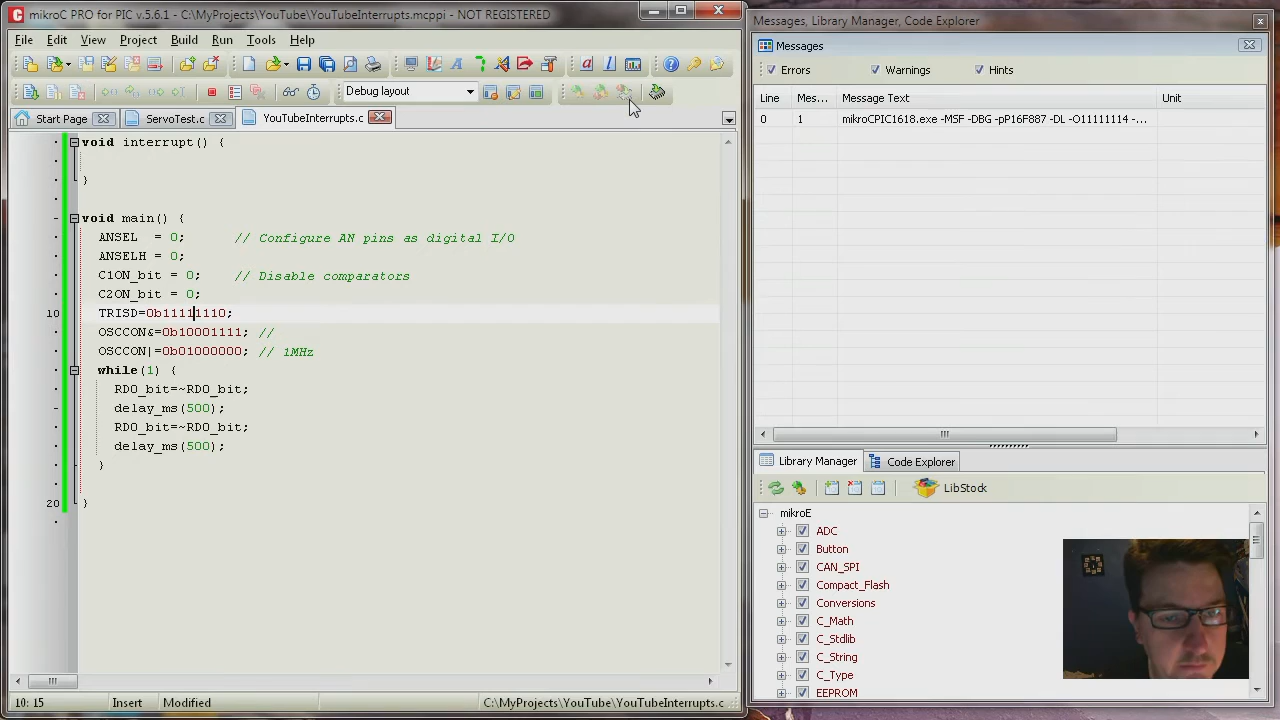 mikroC PRO for PIC v.5.6.1 - C:\MyProjects\YouTube\YouTubeInterrupts.mcppi - NOT REGISTERED
File Edit View Project Build Run Tools Help
Debug layout
Start Page ServoTest.c YouTubeInterrupts.c
void interrupt() {
}
void main() {
ANSEL = 0; // Configure AN pins as digital I/O
ANSELH = 0;
C1ON_bit = 0; // Disable comparators
C2ON_bit = 0;
10 TRISD=0b11111110;
OSCCON&=0b10001111; //
OSCCON|=0b01000000; // 1MHz
while(1) {
RD0_bit=~RD0_bit;
delay_ms(500);
RD0_bit=~RD0_bit;
delay_ms(500);
}
20 }
10: 15 Insert Modified C:\MyProjects\YouTube\YouTubeInterrupts.c
Messages, Library Manager, Code Explorer
Messages
Errors Warnings Hints
Line Mes... Message Text Unit
0 1 mikroCPIC1618.exe -MSF -DBG -pP16F887 -DL -O11111114 -...
Library Manager Code Explorer
LibStock
mikroE
ADC
Button
CAN_SPI
Compact_Flash
Conversions
C_Math
C_Stdlib
C_String
C_Type
EEPROM